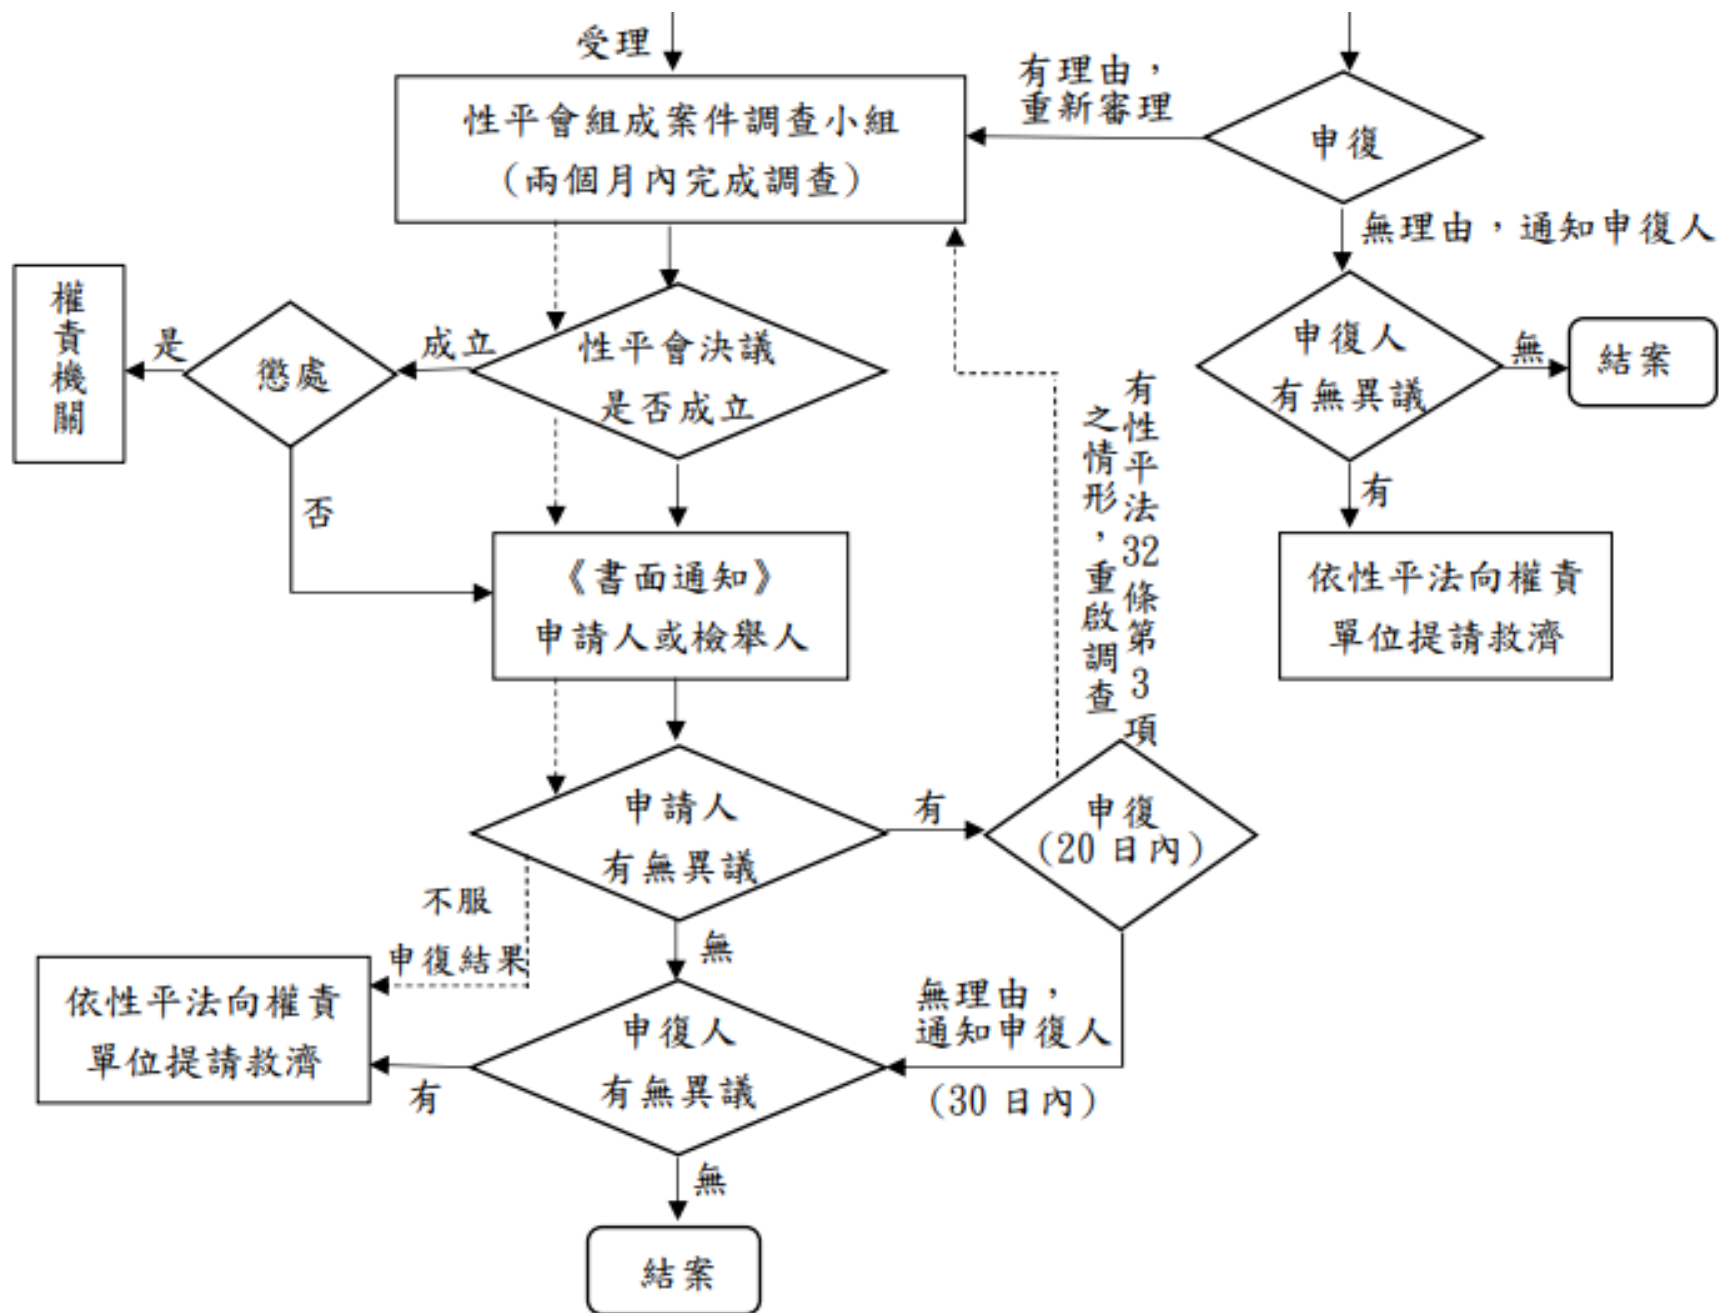 受理
性平會組成案件調查小組
（兩個月內完成調查）
有理由，
重新審理
申復
無理由，通知申復人
權責機關
是
懲處
成立
性平會決議
是否成立
否
申復人
有無異議
無
結案
有
依性平法向權責
單位提請救濟
有性平法32條第3項
之情形，重啟調查
《書面通知》
申請人或檢舉人
申請人
有無異議
有
申復
(20日內)
不服
申復結果
無
無理由，
通知申復人
(30日內)
依性平法向權責
單位提請救濟
有
申復人
有無異議
無
結案